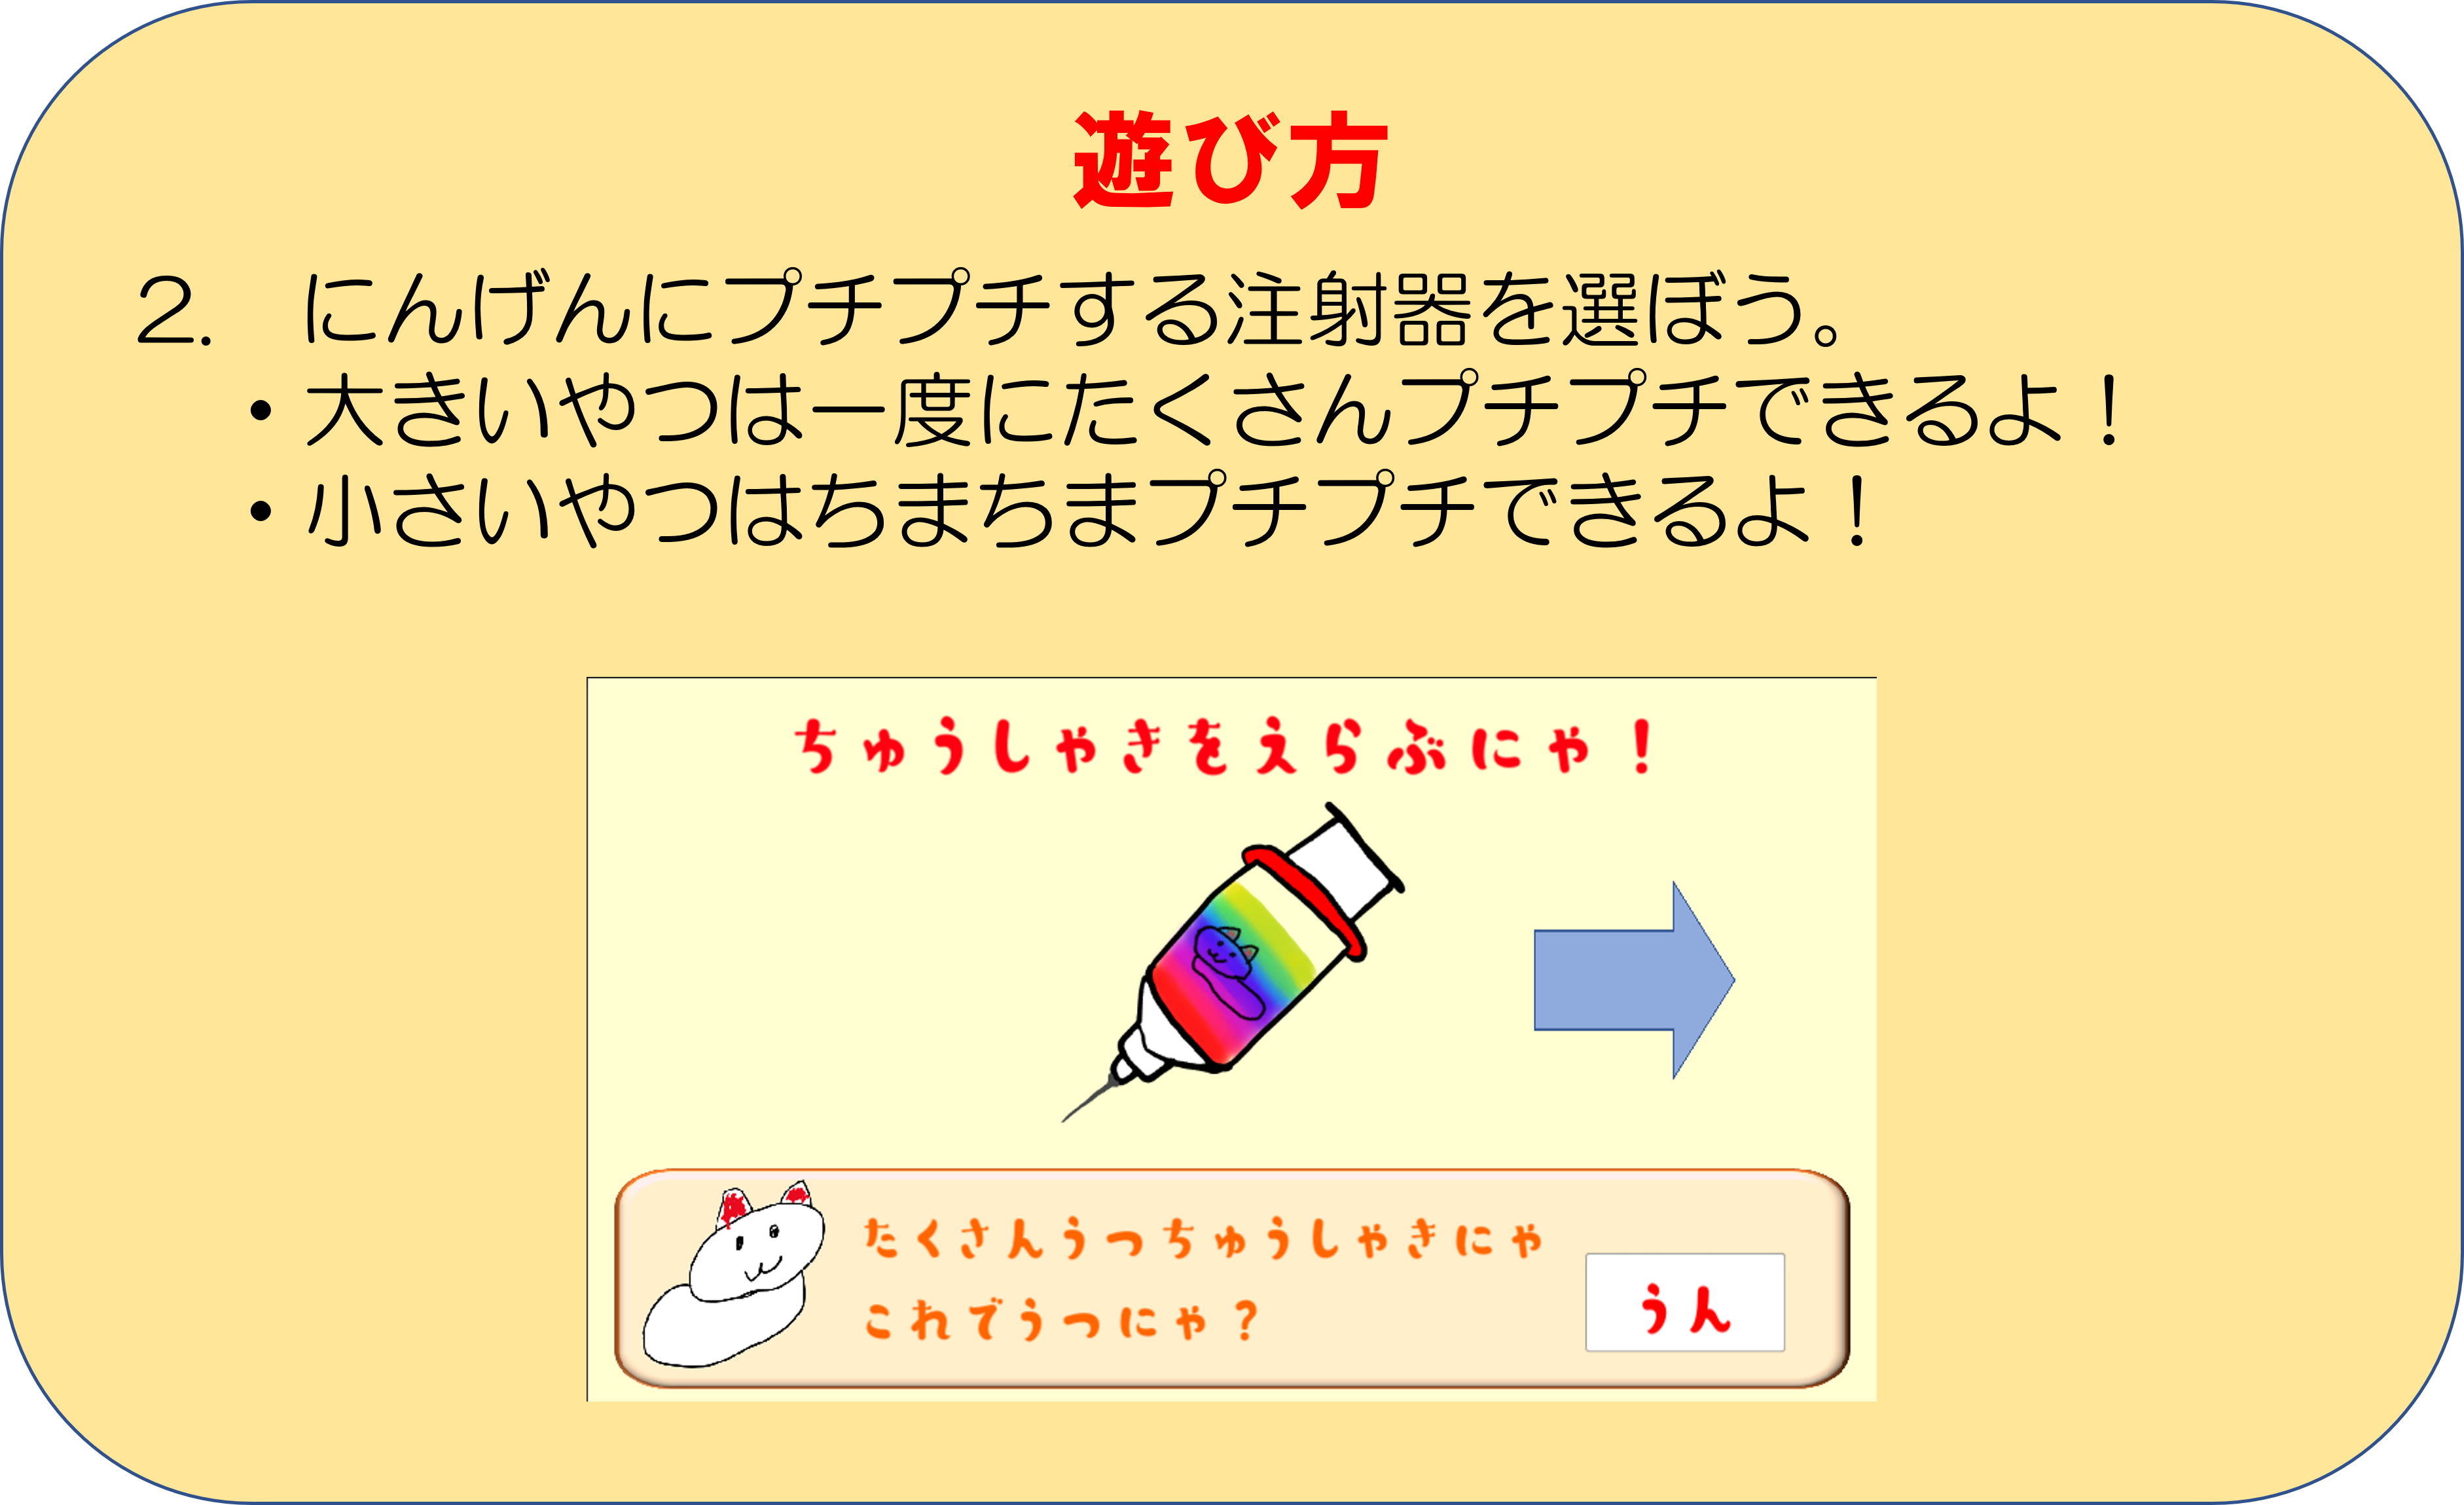 遊び方
２. にんげんにプチプチする注射器を選ぼう。
・大きいやつは一度にたくさんプチプチできるよ！
・小さいやつはちまちまプチプチできるよ！
ちゅうしゃきをえらぶにゃ！
たくさんうつちゅうしゃきにゃ
これでうつにゃ？
うん